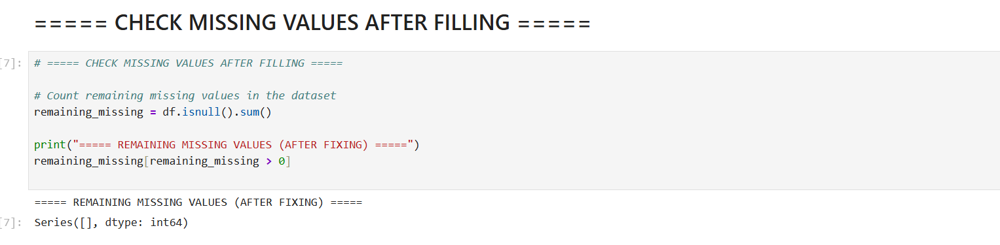 ===== CHECK MISSING VALUES AFTER FILLING =====
[7]: # ===== CHECK MISSING VALUES AFTER FILLING =====
# Count remaining missing values in the dataset
remaining_missing = df.isnull().sum()
print("===== REMAINING MISSING VALUES (AFTER FIXING) =====")
remaining_missing[remaining_missing > 0]
===== REMAINING MISSING VALUES (AFTER FIXING) =====
[7]: Series([], dtype: int64)